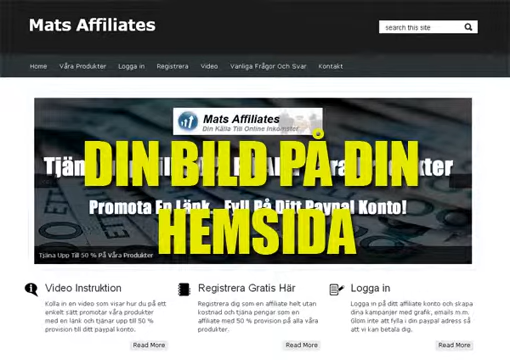 Mats Affiliates
search this site
Home Våra Produkter Logga in Registrera Video Vanliga Frågor Och Svar Kontakt
Mats Affiliates
Din Källa Till Online Inkomster
DIN BILD PÅ DIN
HEMSIDA
Promota En Länk Fyll På Ditt Paypal Konto!
Tjäna Upp Till 50 % På Våra Produkter
Video Instruktion
Kolla in en video som visar hur du på ett
enkelt sätt promotar våra produkter
med en länk och tjänar upp till 50 %
provision till ditt paypal konto.
Read More
Registrera Gratis Här
Registrera dig som en affiliate helt utan
kostnad och tjäna pengar som en
affiliate med 50 % provision på alla våra
produkter.
Read More
Logga in
Logga in på ditt affiliate konto och skapa
dina kampanjer med grafik, emails m.m.
Glöm inte att fylla i din paypal adress så
att vi kan betala dig.
Read More